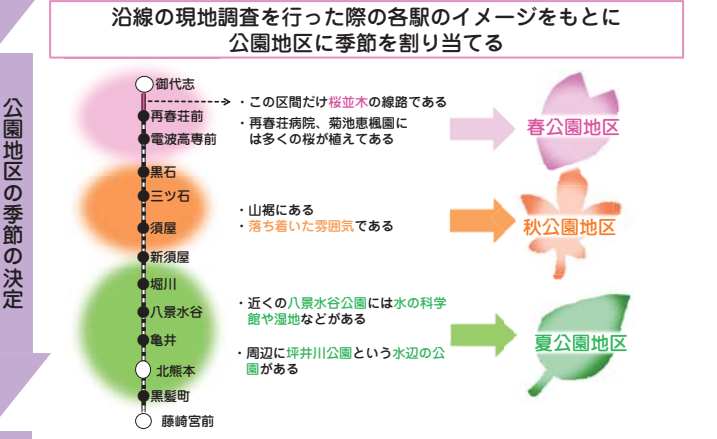 沿線の現地調査を行った際の各駅のイメージをもとに
公園地区に季節を割り当てる
公園地区の季節の決定
御代志
再春荘前
電波高専前
黒石
三ツ石
須屋
新須屋
堀川
八景水谷
亀井
北熊本
黒髪町
藤崎宮前
・この区間だけ桜並木の線路である
・再春荘病院、菊池恵楓園に
は多くの桜が植えてある
春公園地区
・山裾にある
・落ち着いた雰囲気である
秋公園地区
・近くの八景水谷公園には水の科学
館や湿地などがある
・周辺に坪井川公園という水辺の公
園がある
夏公園地区